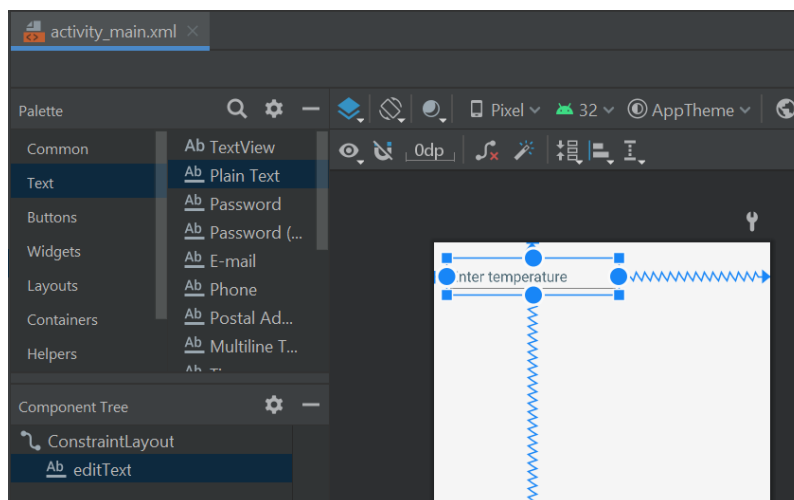 activity_main.xml
Palette
Pixel
32
AppTheme
Common
Ab TextView
0dp
Text
Ab Plain Text
Buttons
Ab Password
Ab Password (...
Widgets
Ab E-mail
Layouts
Ab Phone
Containers
Ab Postal Ad...
Helpers
Ab Multiline T...
nter temperature
Component Tree
ConstraintLayout
Ab editText